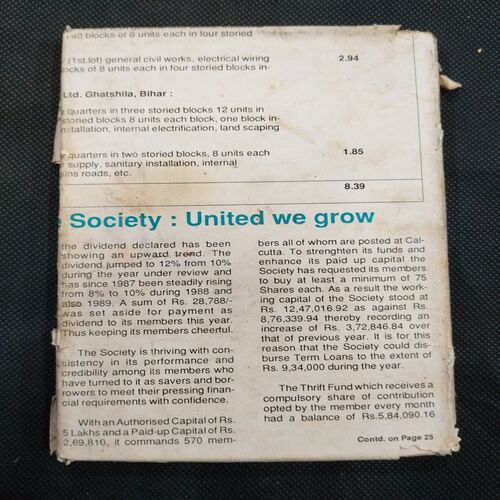 40 blocks of 8 units each in four storied
(1st.lot) general civil works, electrical wiring 2.94
locks of 8 units each in four storied blocks in-
Ltd. Ghatshila, Bihar :
quarters in three storied blocks 12 units in
storied blocks 8 units each block, one block in-
nstallation, internal electrification, land scaping
quarters in two storied blocks, 8 units each 1.85
supply, sanitary installation, internal
ains roads, etc.
8.39
e Society : United we grow
the dividend declared has been
showing an upward trend. The
dividend jumped to 12% from 10%
during the year under review and
has since 1987 been steadily rising
from 8% to 10% during 1988 and
also 1989. A sum of Rs. 28,788/-
was set aside for payment as
dividend to its members this year.
Thus keeping its members cheerful.
The Society is thriving with con-
sistency in its performance and
credibility among its members who
have turned to it as savers and bor-
rowers to meet their pressing finan-
cial requirements with confidence.
With an Authorised Capital of Rs.
5 Lakhs and a Paid-up Capital of Rs.
2,69,810, it commands 570 mem-
bers all of whom are posted at Cal-
cutta. To strenghten its funds and
enhance its paid up capital the
Society has requested its members
to buy at least a minimum of 75
Shares each. As a result the work-
ing capital of the Society stood at
Rs. 12,47,016.92 as against Rs.
8,76,339.94 thereby recording an
increase of Rs. 3,72,846.84 over
that of previous year. It is for this
reason that the Society could dis-
burse Term Loans to the extent of
Rs. 9,34,000 during the year.
The Thrift Fund which receives a
compulsory share of contribution
opted by the member every month
had a balance of Rs.5,84,090.16
Contd. on Page 25